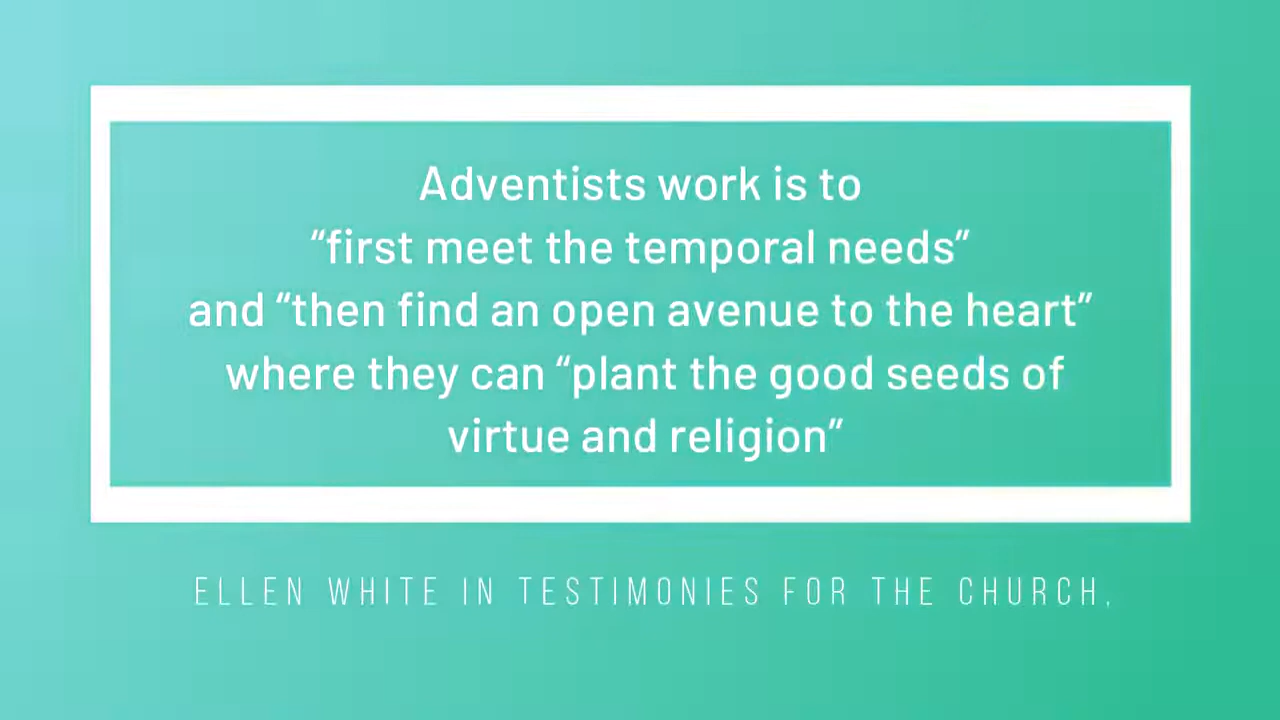 Adventists work is to
“first meet the temporal needs”
and “then find an open avenue to the heart”
where they can “plant the good seeds of
virtue and religion”
ELLEN WHITE IN TESTIMONIES FOR THE CHURCH,